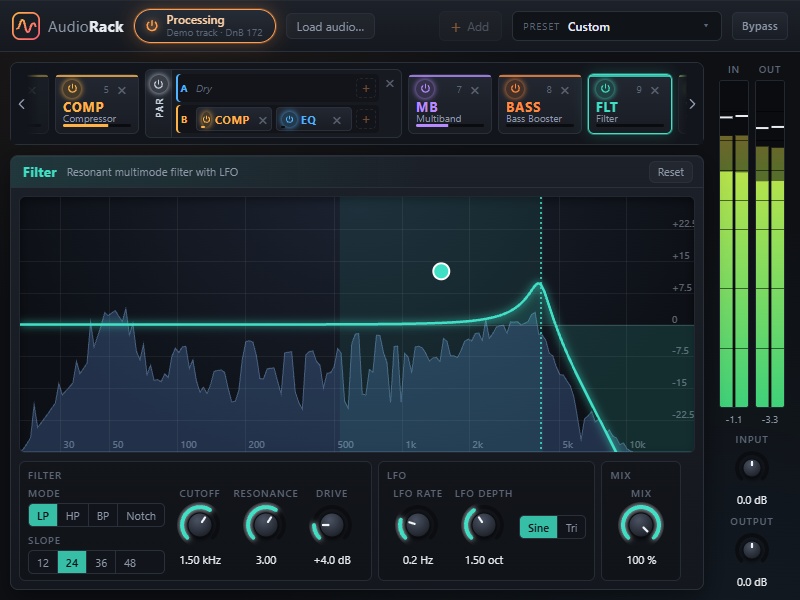 AudioRack
Processing
Demo track · DnB 172
Load audio...
+ Add
PRESET Custom
Bypass
5
COMP
Compressor
PAR
A Dry
B COMP EQ
7
MB
Multiband
8
BASS
Bass Booster
9
FLT
Filter
IN OUT
Filter Resonant multimode filter with LFO
Reset
+22.5
+15
+7.5
0
-7.5
-15
-22.5
30 50 100 200 500 1k 2k 5k 10k
-1.1 -3.3
FILTER
MODE
LP HP BP Notch
SLOPE
12 24 36 48
CUTOFF
1.50 kHz
RESONANCE
3.00
DRIVE
+4.0 dB
LFO
LFO RATE
0.2 Hz
LFO DEPTH
1.50 oct
Sine Tri
MIX
MIX
100 %
INPUT
0.0 dB
OUTPUT
0.0 dB